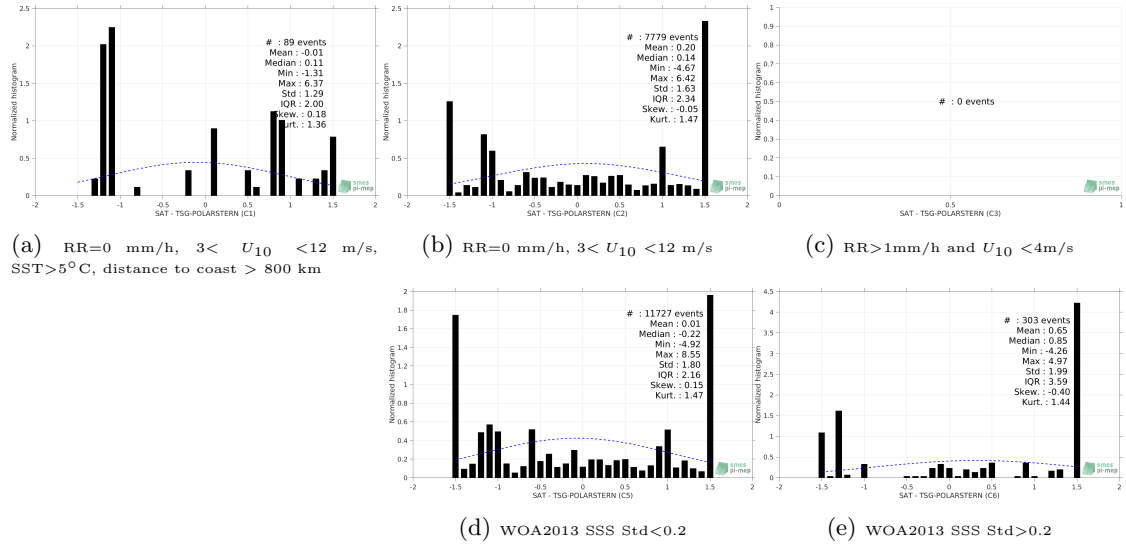 2.5
2
1.5
1
0.5
0
-2 -1.5 -1 -0.5 0 0.5 1 1.5 2
Normalized histogram
SAT - TSG-POLARSTERN (C1)
# : 89 events
Mean : -0.01
Median : 0.11
Min : -1.31
Max : 6.37
Std : 1.29
IQR : 2.00
Skew. : 0.18
Kurt. : 1.36
smos
pi-mep
(a) RR=0 mm/h, 3< U10 <12 m/s,
SST>5°C, distance to coast > 800 km
2.5
2
1.5
1
0.5
0
-2 -1.5 -1 -0.5 0 0.5 1 1.5 2
Normalized histogram
SAT - TSG-POLARSTERN (C2)
# : 7779 events
Mean : 0.20
Median : 0.14
Min : -4.67
Max : 6.42
Std : 1.63
IQR : 2.34
Skew. : -0.05
Kurt. : 1.47
smos
pi-mep
(b) RR=0 mm/h, 3< U10 <12 m/s
1
0.9
0.8
0.7
0.6
0.5
0.4
0.3
0.2
0.1
0
0 0.5 1
Normalized histogram
SAT - TSG-POLARSTERN (C3)
# : 0 events
smos
pi-mep
(c) RR>1mm/h and U10 <4m/s
2
1.8
1.6
1.4
1.2
1
0.8
0.6
0.4
0.2
0
-2 -1.5 -1 -0.5 0 0.5 1 1.5 2
Normalized histogram
SAT - TSG-POLARSTERN (C5)
# : 11727 events
Mean : 0.01
Median : -0.22
Min : -4.92
Max : 8.55
Std : 1.80
IQR : 2.16
Skew. : 0.15
Kurt. : 1.47
smos
pi-mep
(d) WOA2013 SSS Std<0.2
4.5
4
3.5
3
2.5
2
1.5
1
0.5
0
-2 -1.5 -1 -0.5 0 0.5 1 1.5 2
Normalized histogram
SAT - TSG-POLARSTERN (C6)
# : 303 events
Mean : 0.65
Median : 0.85
Min : -4.26
Max : 4.97
Std : 1.99
IQR : 3.59
Skew. : -0.40
Kurt. : 1.44
smos
pi-mep
(e) WOA2013 SSS Std>0.2